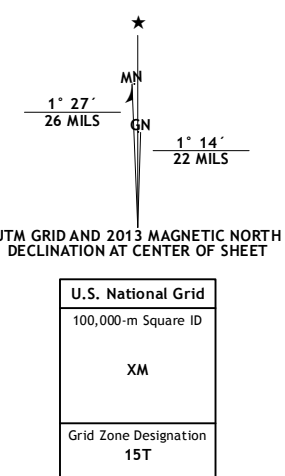 ★
MN
1° 27´
26 MILS
GN
1° 14´
22 MILS
UTM GRID AND 2013 MAGNETIC NORTH
DECLINATION AT CENTER OF SHEET
U.S. National Grid
100,000-m Square ID
XM
Grid Zone Designation
15T